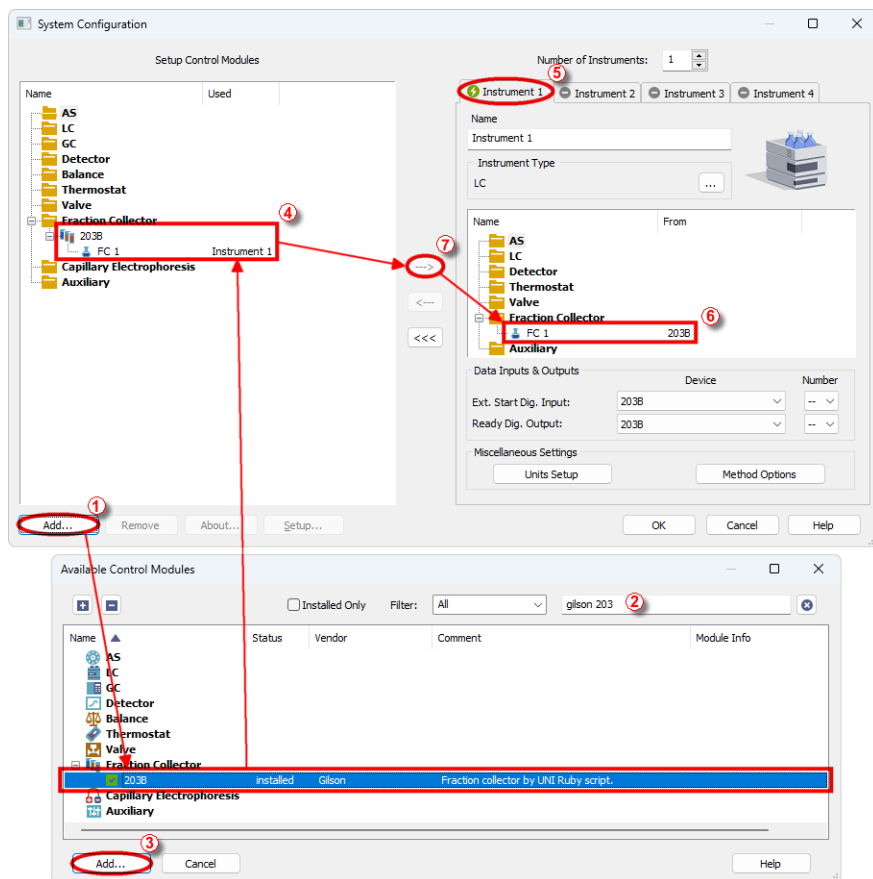 System Configuration
Setup Control Modules
Number of Instruments: 1
⑤
Name Used
AS
LC
GC
Detector
Balance
Thermostat
Valve
Fraction Collector
④
203B
FC 1 Instrument 1
Capillary Electrophoresis
Auxiliary
⑦
--->
<---
<<<
Instrument 1 Instrument 2 Instrument 3 Instrument 4
Name
Instrument 1
Instrument Type
LC ...
Name From
AS
LC
Detector
Thermostat
Valve
Fraction Collector
⑥
FC 1 203B
Auxiliary
Data Inputs & Outputs
Device Number
Ext. Start Dig. Input: 203B --
Ready Dig. Output: 203B --
Miscellaneous Settings
Units Setup Method Options
①
Add... Remove About... Setup...
OK Cancel Help
Available Control Modules
Installed Only Filter: All gilson 203 ②
Name Status Vendor Comment Module Info
AS
LC
GC
Detector
Balance
Thermostat
Valve
Fraction Collector
203B installed Gilson Fraction collector by UNI Ruby script.
Capillary Electrophoresis
Auxiliary
③
Add... Cancel Help